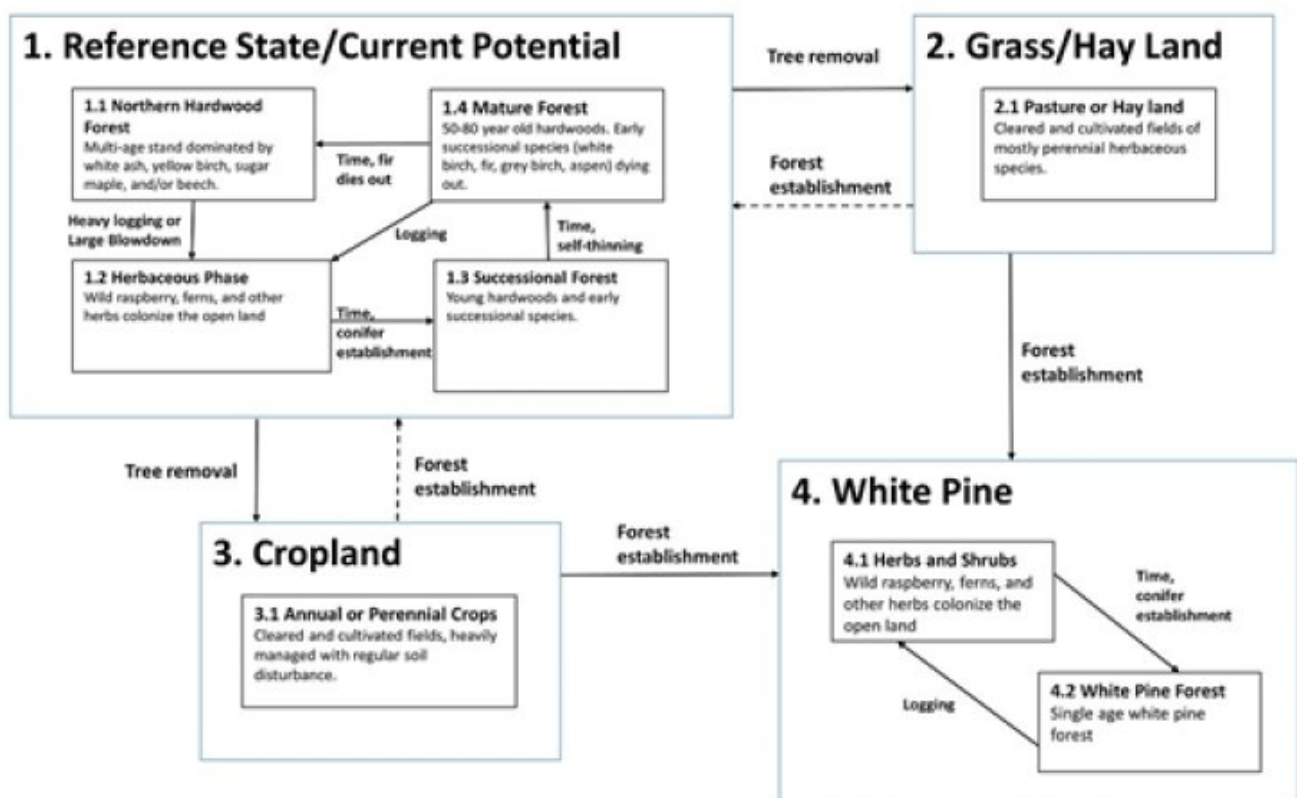 1. Reference State/Current Potential
1.1 Northern Hardwood
Forest
Multi-age stand dominated by
white ash, yellow birch, sugar
maple, and/or beech.
1.4 Mature Forest
50-80 year old hardwoods. Early
successional species (white
birch, fir, grey birch, aspen) dying
out.
Time, fir
dies out
Heavy logging or
Large Blowdown
Logging
Time,
self-thinning
1.2 Herbaceous Phase
Wild raspberry, ferns, and other
herbs colonize the open land
Time,
conifer
establishment
1.3 Successional Forest
Young hardwoods and early
successional species.
Tree removal
Forest
establishment
2. Grass/Hay Land
2.1 Pasture or Hay land
Cleared and cultivated fields of
mostly perennial herbaceous
species.
Forest
establishment
Tree removal
Forest
establishment
3. Cropland
3.1 Annual or Perennial Crops
Cleared and cultivated fields, heavily
managed with regular soil
disturbance.
Forest
establishment
4. White Pine
4.1 Herbs and Shrubs
Wild raspberry, ferns, and
other herbs colonize the
open land
Time,
conifer
establishment
Logging
4.2 White Pine Forest
Single age white pine
forest